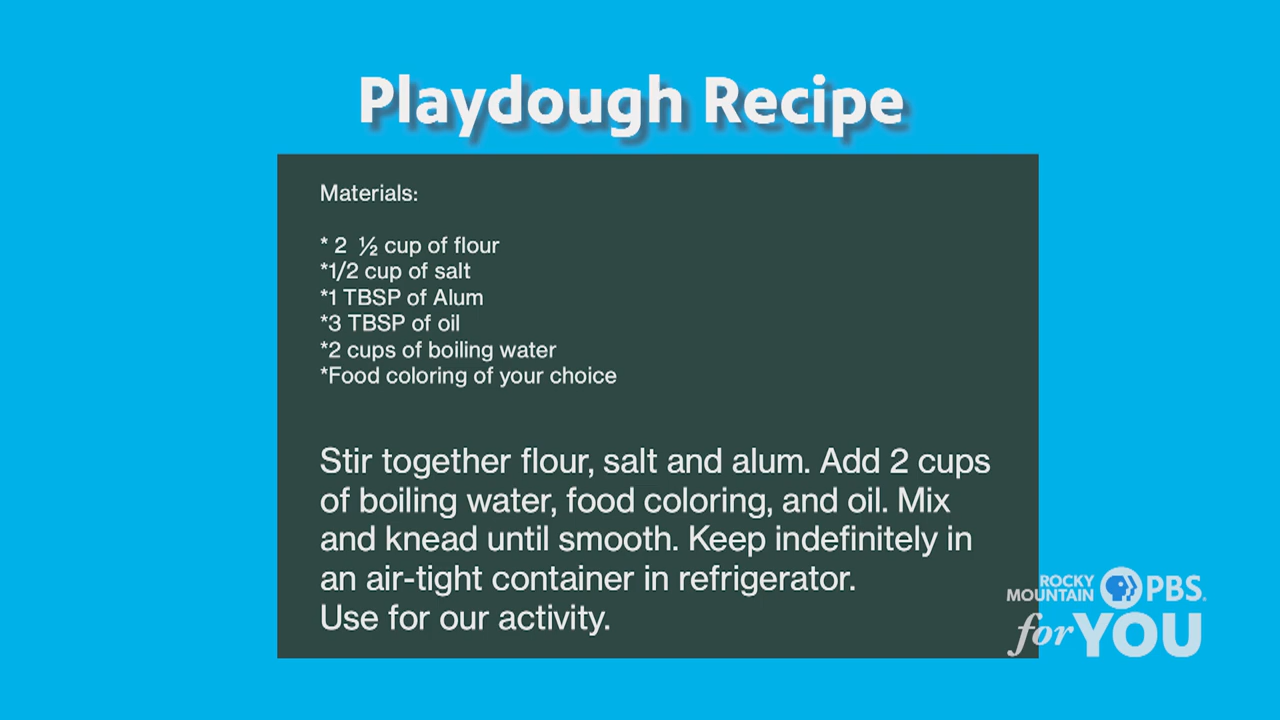 Playdough Recipe
Materials:
* 2 ½ cup of flour
*1/2 cup of salt
*1 TBSP of Alum
*3 TBSP of oil
*2 cups of boiling water
*Food coloring of your choice
Stir together flour, salt and alum. Add 2 cups
of boiling water, food coloring, and oil. Mix
and knead until smooth. Keep indefinitely in
an air-tight container in refrigerator.
Use for our activity.
ROCKY
MOUNTAIN PBS.
for YOU